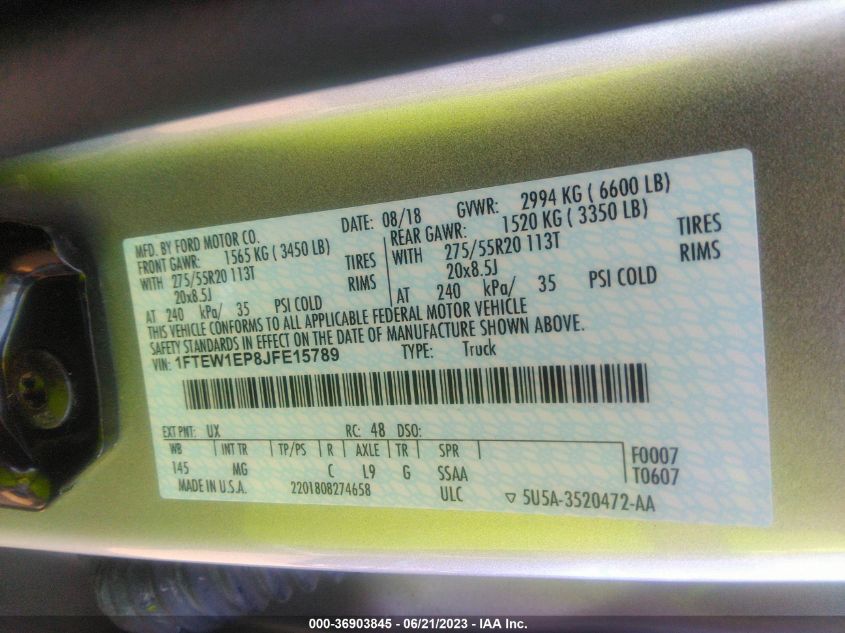 MFD. BY FORD MOTOR CO. DATE: 08/18 GVWR: 2994 KG ( 6600 LB)
FRONT GAWR: 1565 KG ( 3450 LB) REAR GAWR: 1520 KG ( 3350 LB)
WITH 275/55R20 113T TIRES WITH 275/55R20 113T TIRES
20x8.5J RIMS 20x8.5J RIMS
AT 240 kPa/ 35 PSI COLD AT 240 kPa/ 35 PSI COLD
THIS VEHICLE CONFORMS TO ALL APPLICABLE FEDERAL MOTOR VEHICLE
SAFETY STANDARDS IN EFFECT ON THE DATE OF MANUFACTURE SHOWN ABOVE.
VIN: 1FTEW1EP8JFE15789 TYPE: Truck
EXT PNT: UX RC: 48 DSO:
WB INT TR TP/PS R AXLE TR SPR F0007
145 MG C L9 G SSAA T0607
MADE IN U.S.A. 2201808274658 ULC ▽ 5U5A-3520472-AA
000-36903845 - 06/21/2023 - IAA Inc.